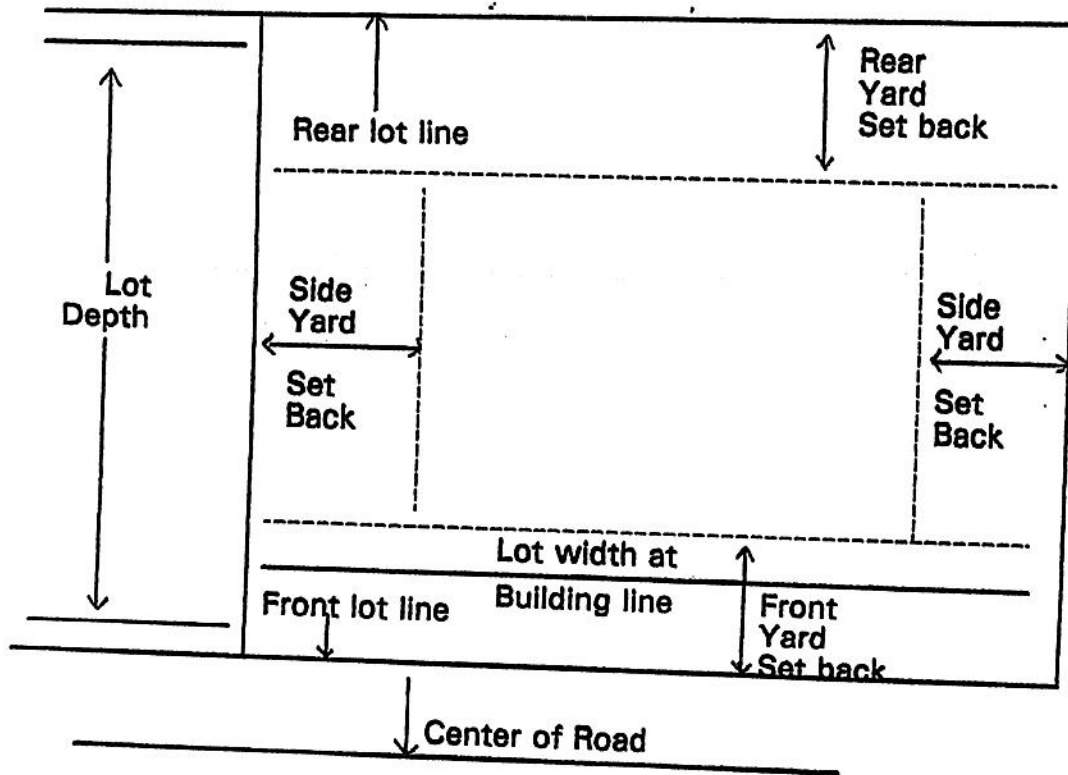 Rear
Yard
Set back
Rear lot line
Lot
Depth
Side
Yard
Set
Back
Side
Yard
Set
Back
Lot width at
Building line
Front lot line
Front
Yard
Set back
Center of Road